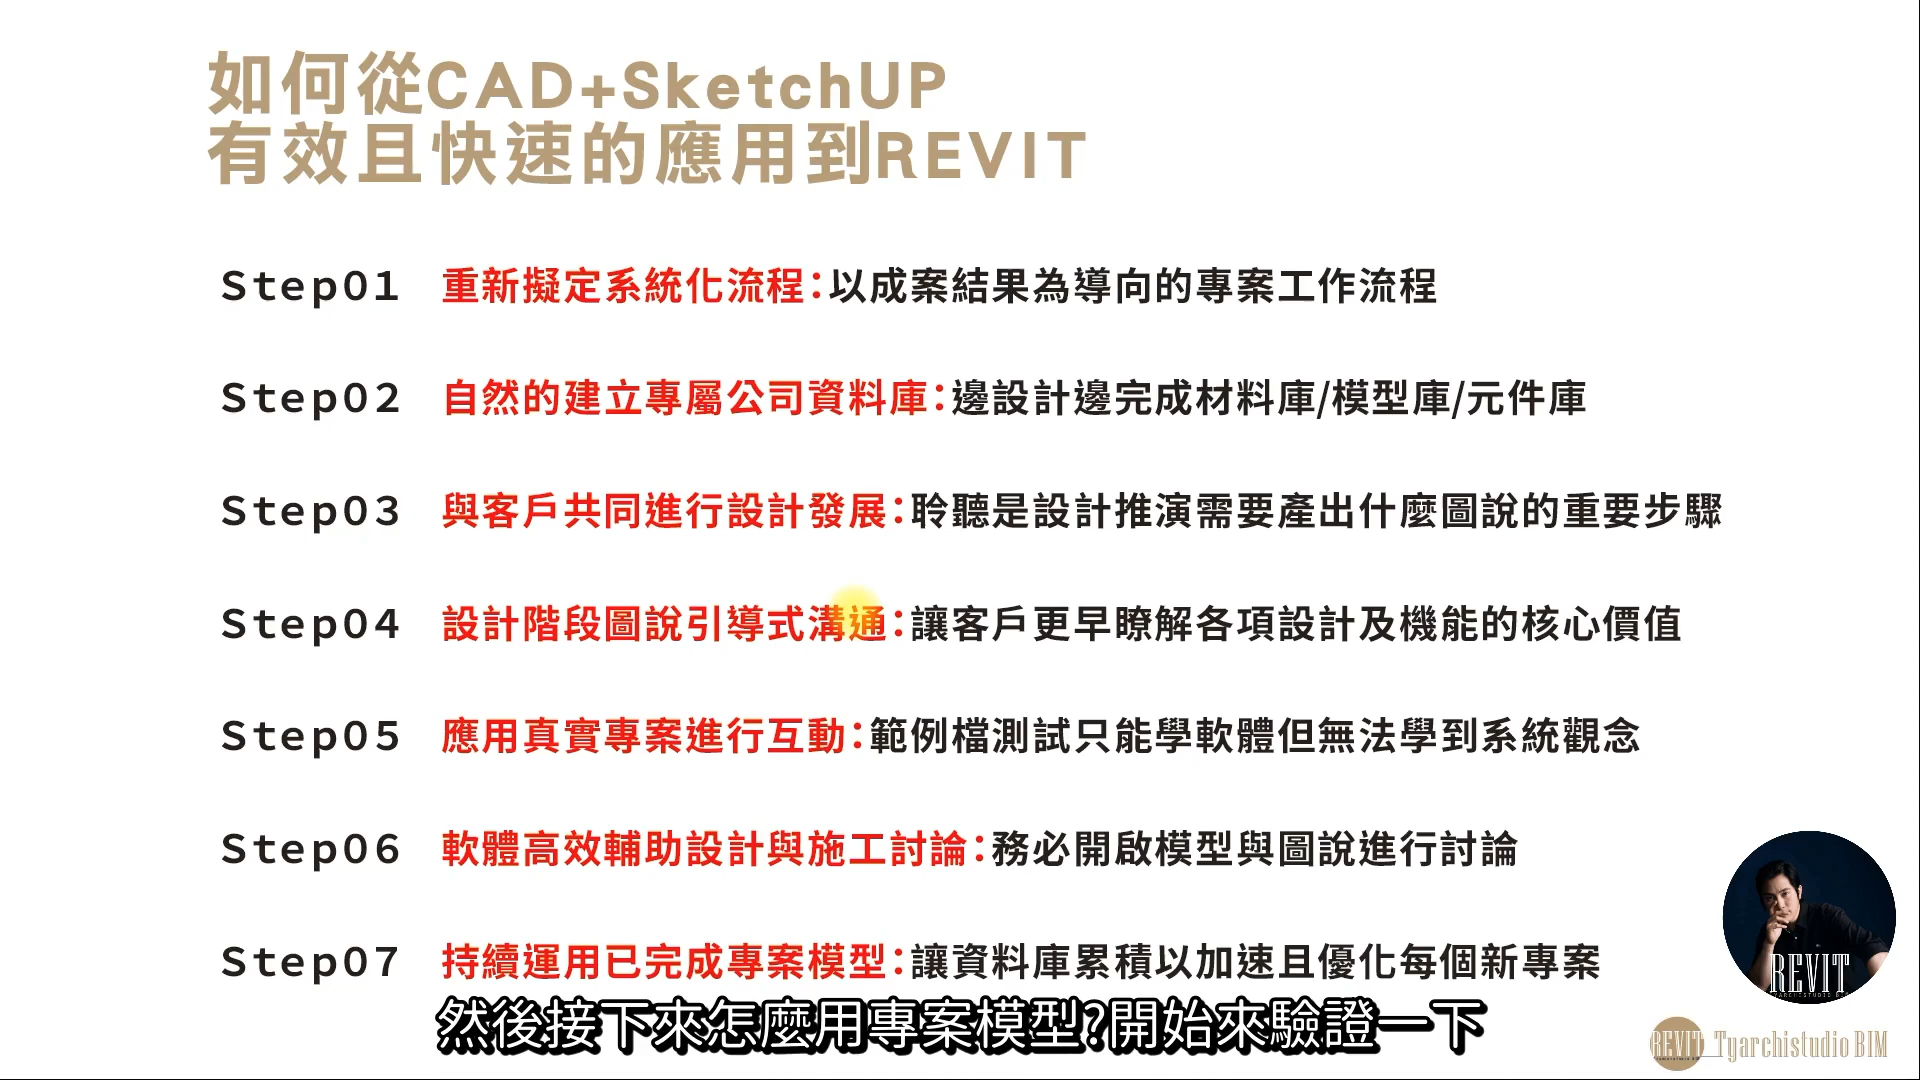 如何從CAD+SketchUP
有效且快速的應用到REVIT
Step01 重新擬定系統化流程：以成案結果為導向的專案工作流程
Step02 自然的建立專屬公司資料庫：邊設計邊完成材料庫/模型庫/元件庫
Step03 與客戶共同進行設計發展：聆聽是設計推演需要產出什麼圖說的重要步驟
Step04 設計階段圖說引導式溝通：讓客戶更早瞭解各項設計及機能的核心價值
Step05 應用真實專案進行互動：範例檔測試只能學軟體但無法學到系統觀念
Step06 軟體高效輔助設計與施工討論：務必開啟模型與圖說進行討論
Step07 持續運用已完成專案模型：讓資料庫累積以加速且優化每個新專案
REVIT
然後接下來怎麼用專案模型?開始來驗證一下
REVIT Tyarchistudio BIM